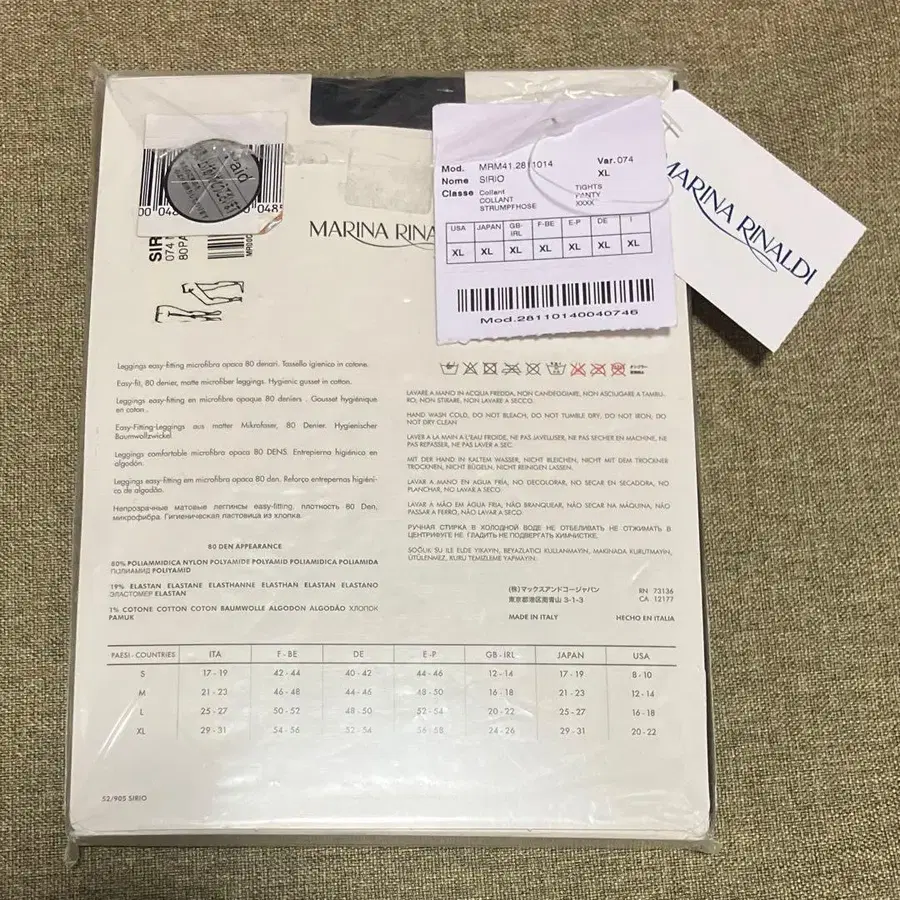 Mod. MRM41.2811014 Var. 074
Nome SIRIO XL
Classe Collant TIGHTS
COLLANT PANTY
STRUMPFHOSE XXXX
USA JAPAN GB-IRL F-BE E-P DE I
XL XL XL XL XL XL XL
Mod.28110140040746
MARINA RINALDI
MARINA RINA
SIR
074
80PA
Leggings easy-fitting microfibra opaca 80 denari. Tassello igienico in cotone.
Easy-fit, 80 denier, matte microfiber leggings. Hygienic gusset in cotton.
Leggings easy-fitting en microfibre opaque 80 deniers . Gousset hygiénique
en coton .
Easy-Fitting-Leggings aus matter Mikrofaser, 80 Denier. Hygienischer
Baumwollzwickel
Leggings comfortable microfibra opaca 80 DENS. Entrepierna higiénica en
algodón.
Leggings easy-fitting em microfibra opaca 80 den. Reforço entrepernas higiéni-
co de algodão.
Непрозрачные матовые леггинсы easy-fitting, плотность 80 Den,
микрофибра. Гигиеническая ластовица из хлопка.
80 DEN APPEARANCE
80% POLIAMMIDICA NYLON POLYAMIDE POLYAMID POLIAMIDICA POLIAMIDA
ПОЛИАМИД POLİYAMİD
19% ELASTAN ELASTANE ELASTHANNE ELASTHAN ELASTAN ELASTANO
ЭЛАСТОМЕР ELASTAN
1% COTONE COTTON COTON BAUMWOLLE ALGODON ALGODÃO ХЛОПОК
PAMUK
LAVARE A MANO IN ACQUA FREDDA, NON CANDEGGIARE, NON ASCIUGARE A TAMBU-
RO, NON STIRARE, NON LAVARE A SECCO.
HAND WASH COLD, DO NOT BLEACH, DO NOT TUMBLE DRY, DO NOT IRON, DO
NOT DRY CLEAN
LAVER A LA MAIN A L'EAU FROIDE, NE PAS JAVELLISER, NE PAS SECHER EN MACHINE, NE
PAS REPASSER, NE PAS LAVER A SEC.
MIT DER HAND IN KALTEM WASSER, NICHT BLEICHEN, NICHT MIT DEM TROCKNER
TROCKNEN, NICHT BÜGELN, NICHT REINIGEN LASSEN.
LAVAR A MANO EN AGUA FRÍA, NO DECOLORAR, NO SECAR EN SECADORA, NO
PLANCHAR, NO LAVAR A SECO
LAVAR A MÃO EM AGUA FRIA, NÃO BRANQUEAR, NÃO SECAR NA MÁQUINA, NÃO
PASSAR A FERRO, NÃO LAVAR A SECO
РУЧНАЯ СТИРКА В ХОЛОДНОЙ ВОДЕ НЕ ОТБЕЛИВАТЬ НЕ ОТЖИМАТЬ В
ЦЕНТРИФУГЕ НЕ ГЛАДИТЬ НЕ ПОДВЕРГАТЬ ХИМЧИСТКЕ,
SOĞUK SU İLE ELDE YIKAYIN, BEYAZLATICI KULLANMAYIN, MAKİNADA KURUTMAYIN,
ÜTÜLENMEZ, KURU TEMİZLEME YAPMAYIN.
(株)マックスアンドコージャパン RN 73136
東京都港区南青山 3-1-3 CA 12177
MADE IN ITALY HECHO EN ITALIA
PAESI - COUNTRIES ITA F - BE DE E -P GB - IRL JAPAN USA
S 17 - 19 42 - 44 40 - 42 44 - 46 12 - 14 17 - 19 8 - 10
M 21 - 23 46 - 48 44 - 46 48 - 50 16 - 18 21 - 23 12 - 14
L 25 - 27 50 - 52 48 - 50 52 - 54 20 - 22 25 - 27 16 - 18
XL 29 - 31 54 - 56 52 - 54 56 - 58 24 - 26 29 - 31 20 - 22
52/905 SIRIO